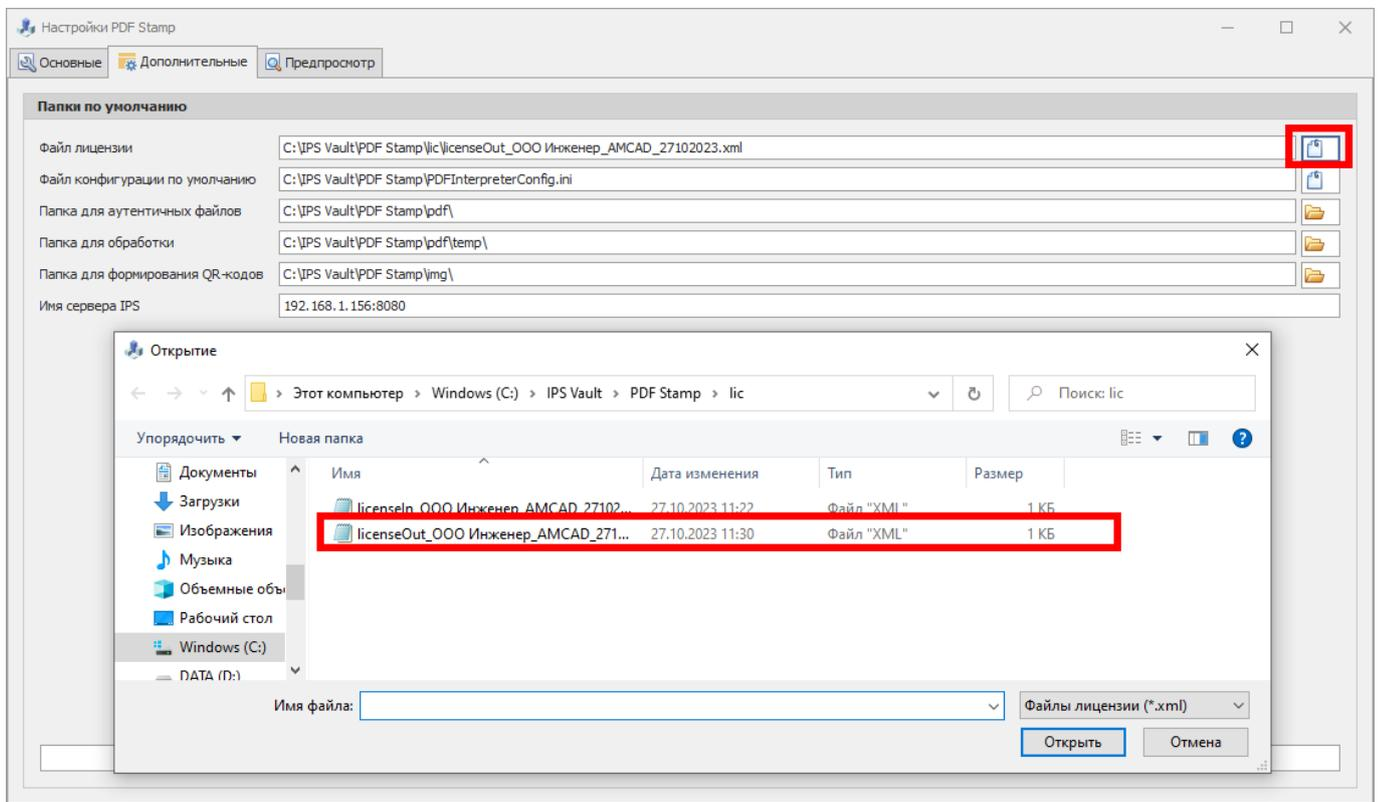 Настройки PDF Stamp
Основные Дополнительные Предпросмотр
Папки по умолчанию
Файл лицензии C:\IPS Vault\PDF Stamp\lic\licenseOut_ООО Инженер_AMCAD_27102023.xml
Файл конфигурации по умолчанию C:\IPS Vault\PDF Stamp\PDFInterpreterConfig.ini
Папка для аутентичных файлов C:\IPS Vault\PDF Stamp\pdf\
Папка для обработки C:\IPS Vault\PDF Stamp\pdf\temp\
Папка для формирования QR-кодов C:\IPS Vault\PDF Stamp\img\
Имя сервера IPS 192.168.1.156:8080
Открытие
Этот компьютер > Windows (C:) > IPS Vault > PDF Stamp > lic Поиск: lic
Упорядочить Новая папка
Имя Дата изменения Тип Размер
Документы
Загрузки
licenseIn_ООО Инженер_AMCAD_27102... 27.10.2023 11:22 Файл "XML" 1 КБ
Изображения
licenseOut_ООО Инженер_AMCAD_271... 27.10.2023 11:30 Файл "XML" 1 КБ
Музыка
Объемные объ
Рабочий стол
Windows (C:)
DATA (D:)
Имя файла: Файлы лицензии (*.xml)
Открыть Отмена